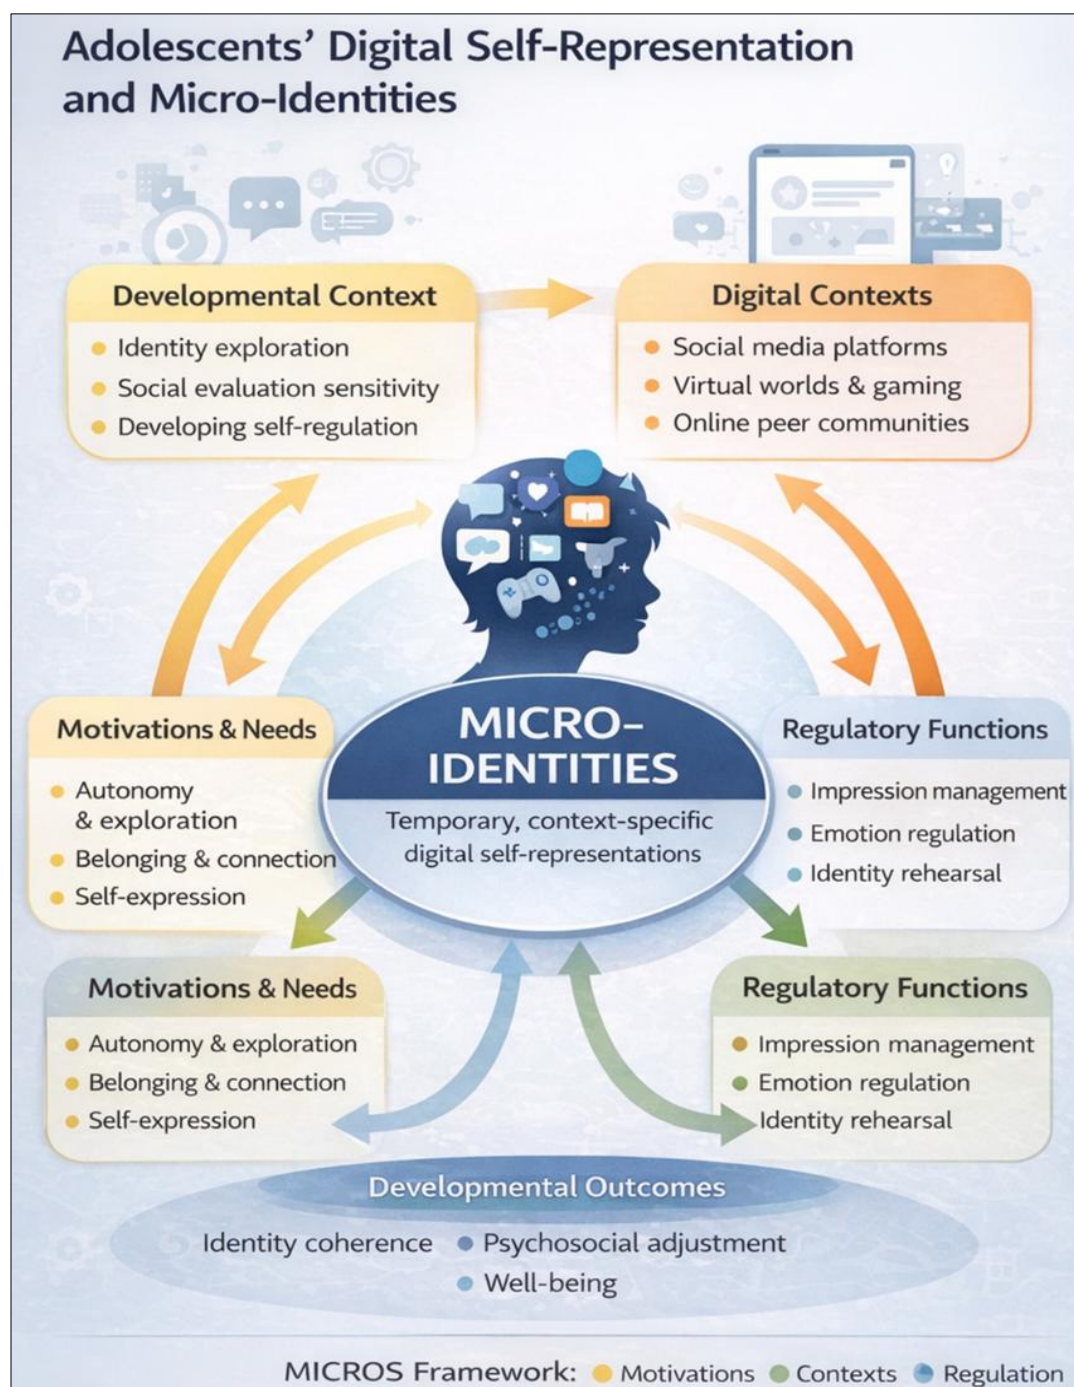 Adolescents’ Digital Self-Representation
and Micro-Identities
Developmental Context
Identity exploration
Social evaluation sensitivity
Developing self-regulation
Digital Contexts
Social media platforms
Virtual worlds & gaming
Online peer communities
Motivations & Needs
Autonomy
& exploration
Belonging & connection
Self-expression
MICRO-
IDENTITIES
Temporary, context-specific
digital self-representations
Regulatory Functions
Impression management
Emotion regulation
Identity rehearsal
Motivations & Needs
Autonomy & exploration
Belonging & connection
Self-expression
Regulatory Functions
Impression management
Emotion regulation
Identity rehearsal
Developmental Outcomes
Identity coherence • Psychosocial adjustment
• Well-being
MICROS Framework: Motivations Contexts Regulation